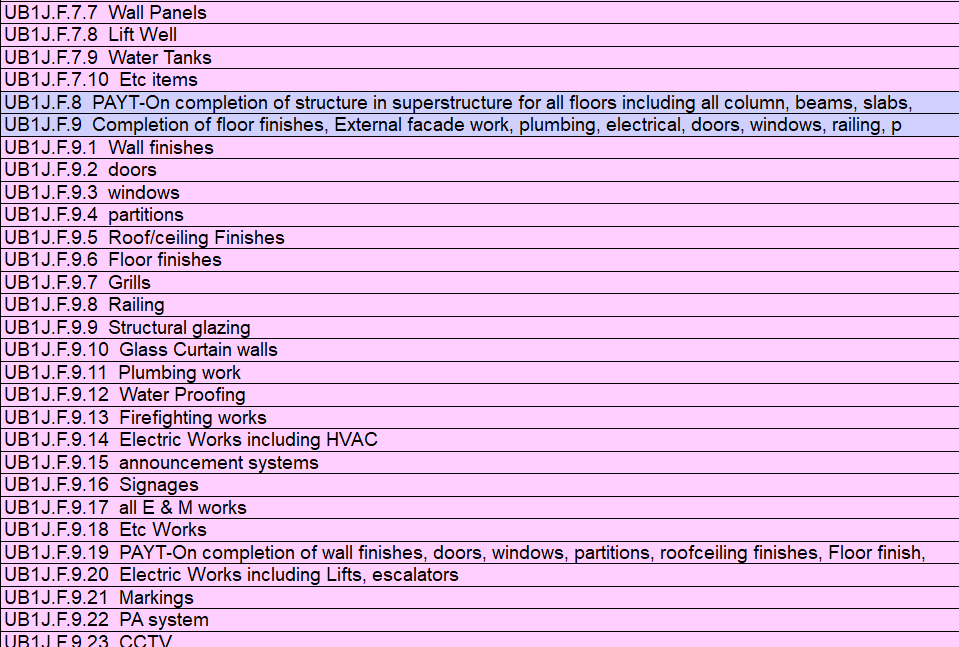 UB1J.F.7.7 Wall Panels
UB1J.F.7.8 Lift Well
UB1J.F.7.9 Water Tanks
UB1J.F.7.10 Etc items
UB1J.F.8 PAYT-On completion of structure in superstructure for all floors including all column, beams, slabs,
UB1J.F.9 Completion of floor finishes, External facade work, plumbing, electrical, doors, windows, railing, p
UB1J.F.9.1 Wall finishes
UB1J.F.9.2 doors
UB1J.F.9.3 windows
UB1J.F.9.4 partitions
UB1J.F.9.5 Roof/ceiling Finishes
UB1J.F.9.6 Floor finishes
UB1J.F.9.7 Grills
UB1J.F.9.8 Railing
UB1J.F.9.9 Structural glazing
UB1J.F.9.10 Glass Curtain walls
UB1J.F.9.11 Plumbing work
UB1J.F.9.12 Water Proofing
UB1J.F.9.13 Firefighting works
UB1J.F.9.14 Electric Works including HVAC
UB1J.F.9.15 announcement systems
UB1J.F.9.16 Signages
UB1J.F.9.17 all E & M works
UB1J.F.9.18 Etc Works
UB1J.F.9.19 PAYT-On completion of wall finishes, doors, windows, partitions, roofceiling finishes, Floor finish,
UB1J.F.9.20 Electric Works including Lifts, escalators
UB1J.F.9.21 Markings
UB1J.F.9.22 PA system
UB1J.F.9.23 CCTV